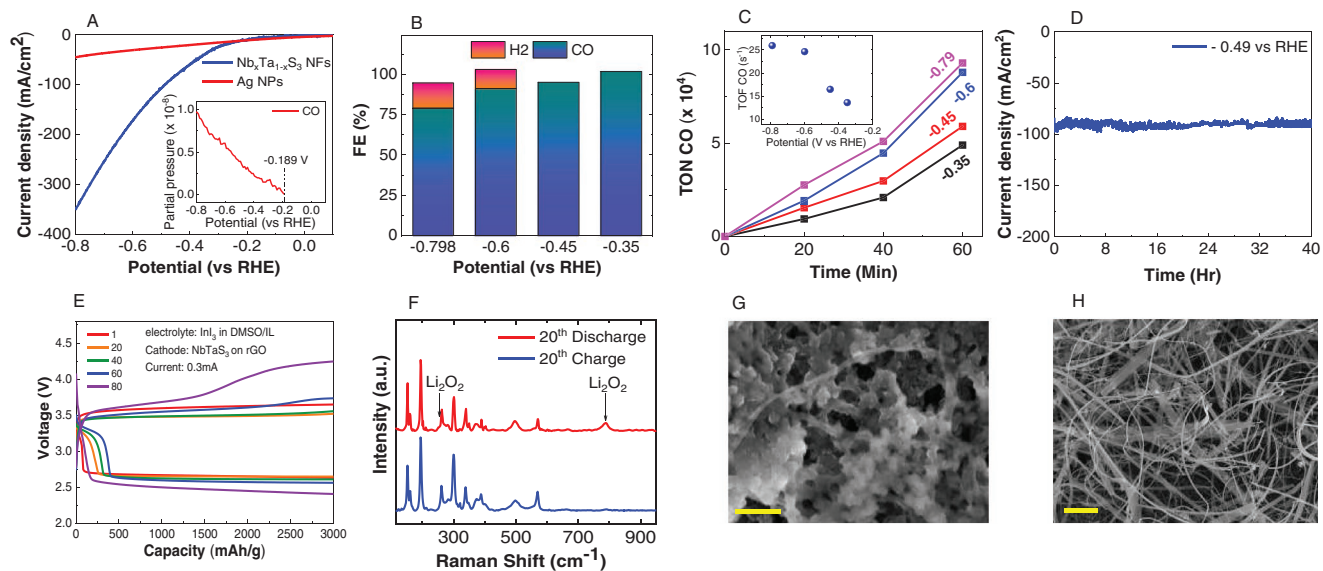 A
0
-100
-200
-300
-400
Current density (mA/cm²)
NbₓTa₁₋ₓS₃ NFs
Ag NPs
1.0
0.5
0.0
Partial pressure (x 10⁻⁸)
CO
-0.189 V
-0.8 -0.6 -0.4 -0.2 0.0
Potential (vs RHE)
-0.8 -0.6 -0.4 -0.2 0.0
Potential (vs RHE)
B
H2 CO
100
75
50
25
0
FE (%)
-0.798 -0.6 -0.45 -0.35
Potential (vs RHE)
C
10
5
0
TON CO (x 10⁴)
25
20
15
10
TOF CO (s⁻¹)
-0.8 -0.6 -0.4 -0.2
Potential (V vs RHE)
-0.79
-0.6
-0.45
-0.35
0 20 40 60
Time (Min)
D
0
-50
-100
-150
-200
Current density (mA/cm²)
- 0.49 vs RHE
0 8 16 24 32 40
Time (Hr)
E
4.5
4.0
3.5
3.0
2.5
2.0
Voltage (V)
1
20
40
60
80
electrolyte: InI₃ in DMSO/IL
Cathode: NbTaS₃ on rGO
Current: 0.3mA
0 500 1000 1500 2000 2500 3000
Capacity (mAh/g)
F
Intensity (a.u.)
20th Discharge
20th Charge
Li₂O₂
Li₂O₂
300 500 700 900
Raman Shift (cm⁻¹)
G
H